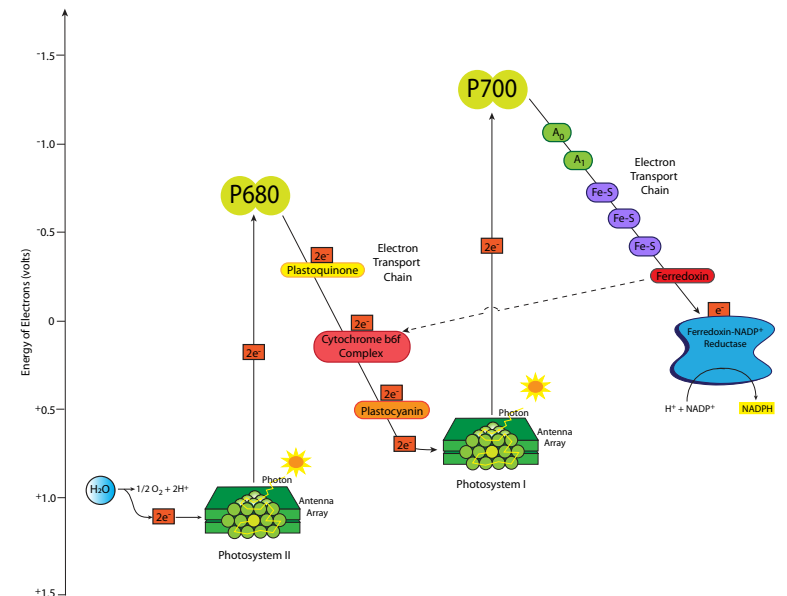 Energy of Electrons (volts)
-1.5
-1.0
-0.5
0
+0.5
+1.0
+1.5
H₂O
1/2 O₂ + 2H⁺
2e⁻
Photon
Antenna
Array
Photosystem II
2e⁻
P680
2e⁻
Plastoquinone
Electron
Transport
Chain
2e⁻
Cytochrome b6f
Complex
2e⁻
Plastocyanin
2e⁻
Photon
Antenna
Array
Photosystem I
2e⁻
P700
A₀
A₁
Fe-S
Fe-S
Fe-S
Electron
Transport
Chain
Ferredoxin
e⁻
Ferredoxin-NADP⁺
Reductase
H⁺ + NADP⁺
NADPH